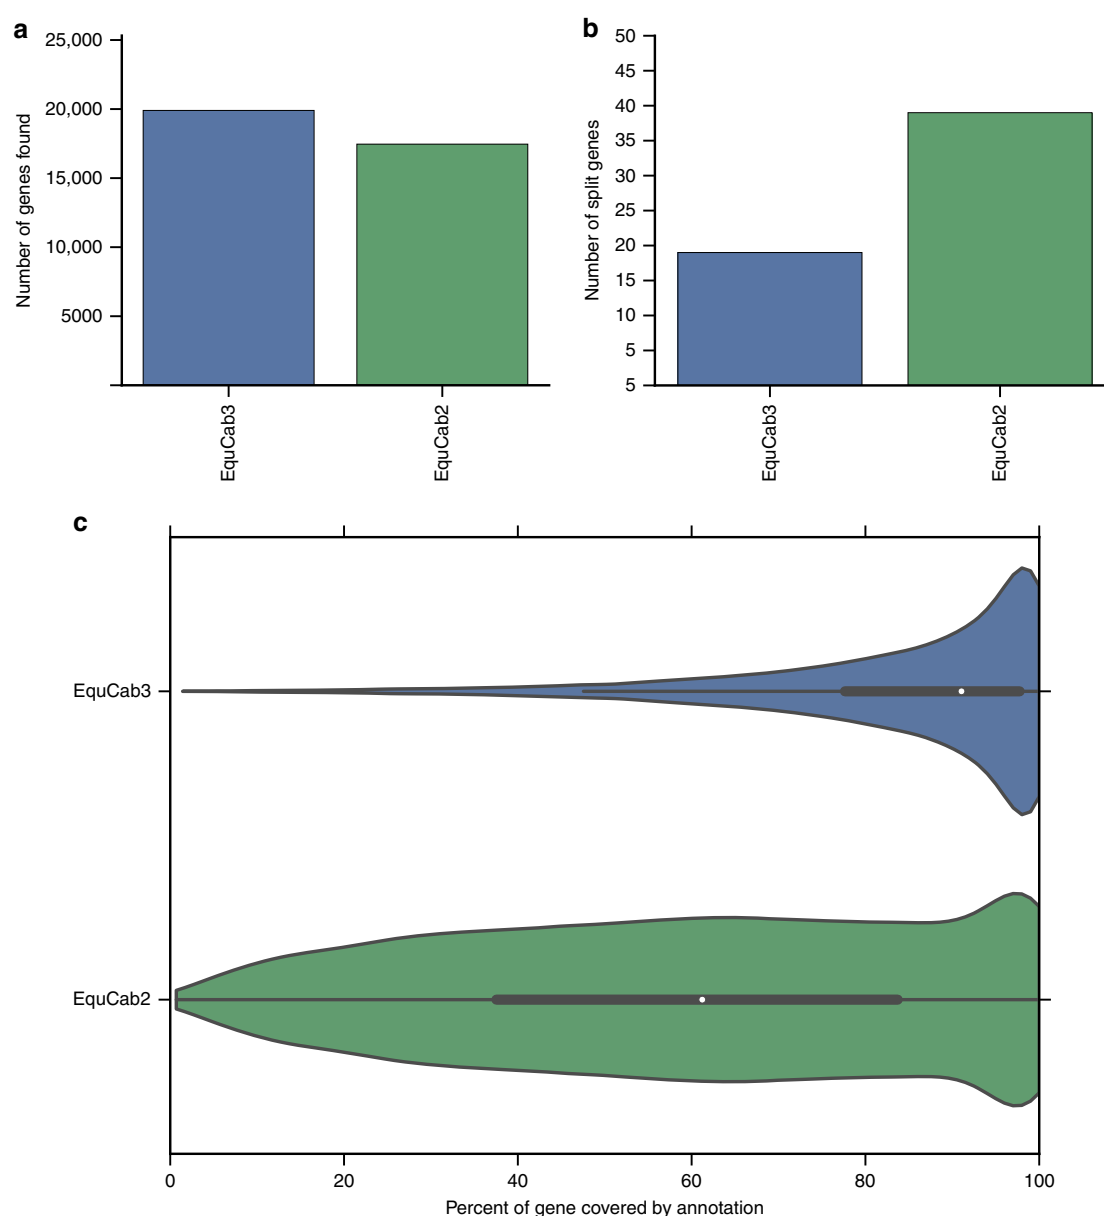 a
25,000
20,000
15,000
10,000
5000
Number of genes found
EquCab3
EquCab2
b
50
45
40
35
30
25
20
15
10
5
5
Number of split genes
EquCab3
EquCab2
c
EquCab3
EquCab2
0 20 40 60 80 100
Percent of gene covered by annotation